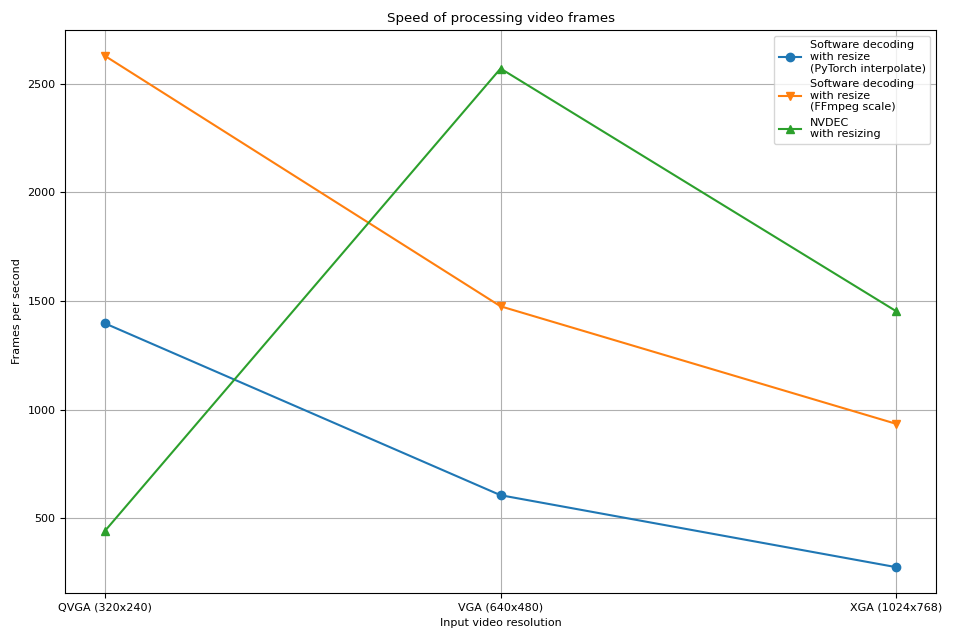 Speed of processing video frames
Software decoding
with resize
(PyTorch interpolate)
Software decoding
with resize
(FFmpeg scale)
NVDEC
with resizing
2500
2000
1500
1000
500
Frames per second
QVGA (320x240)
VGA (640x480)
XGA (1024x768)
Input video resolution